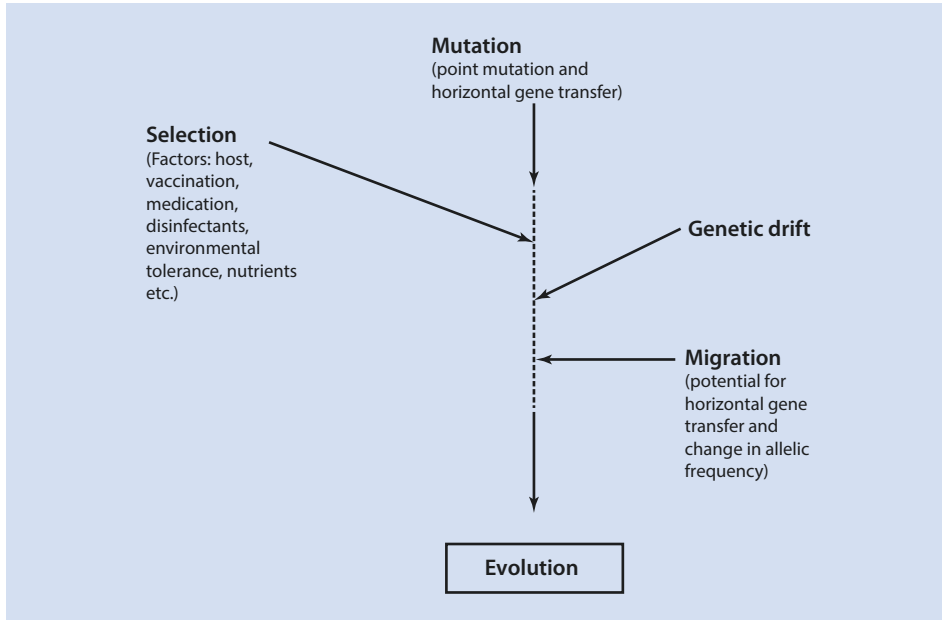 Mutation
(point mutation and
horizontal gene transfer)
Selection
(Factors: host,
vaccination,
medication,
disinfectants,
environmental
tolerance, nutrients
etc.)
Genetic drift
Migration
(potential for
horizontal gene
transfer and
change in allelic
frequency)
Evolution